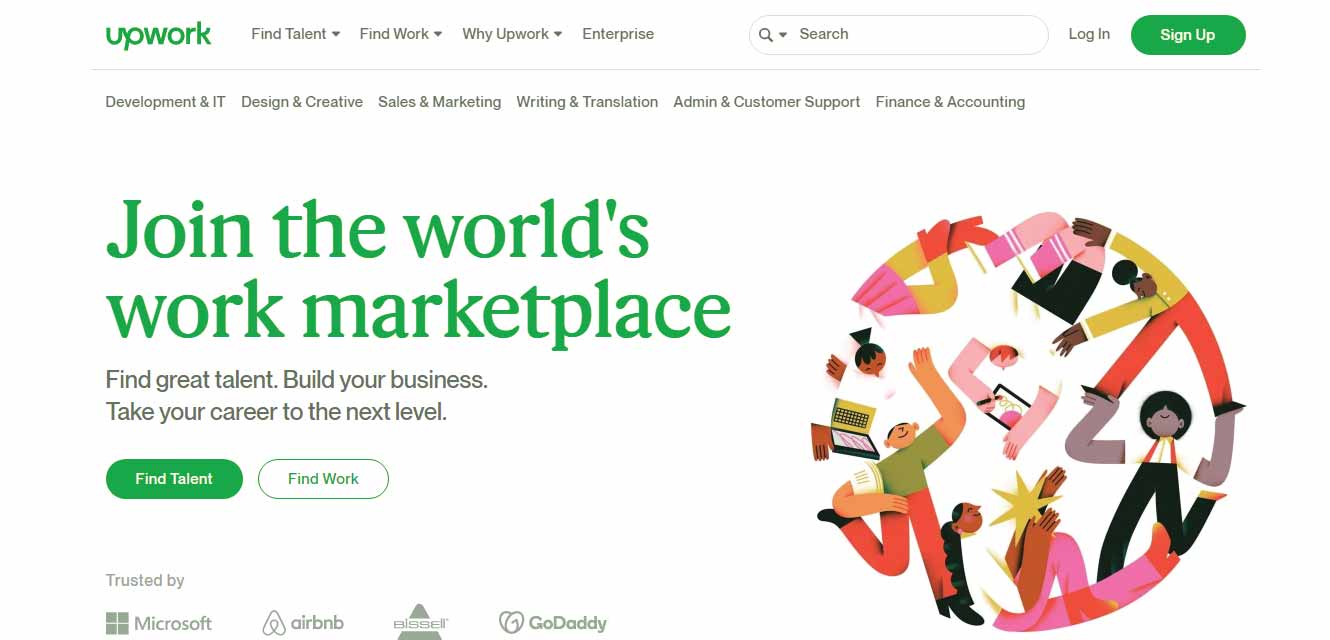 upwork
Find Talent Find Work Why Upwork Enterprise Search Log In Sign Up
Development & IT Design & Creative Sales & Marketing Writing & Translation Admin & Customer Support Finance & Accounting
Join the world's
work marketplace
Find great talent. Build your business.
Take your career to the next level.
Find Talent Find Work
Trusted by
Microsoft airbnb BISSELL GoDaddy